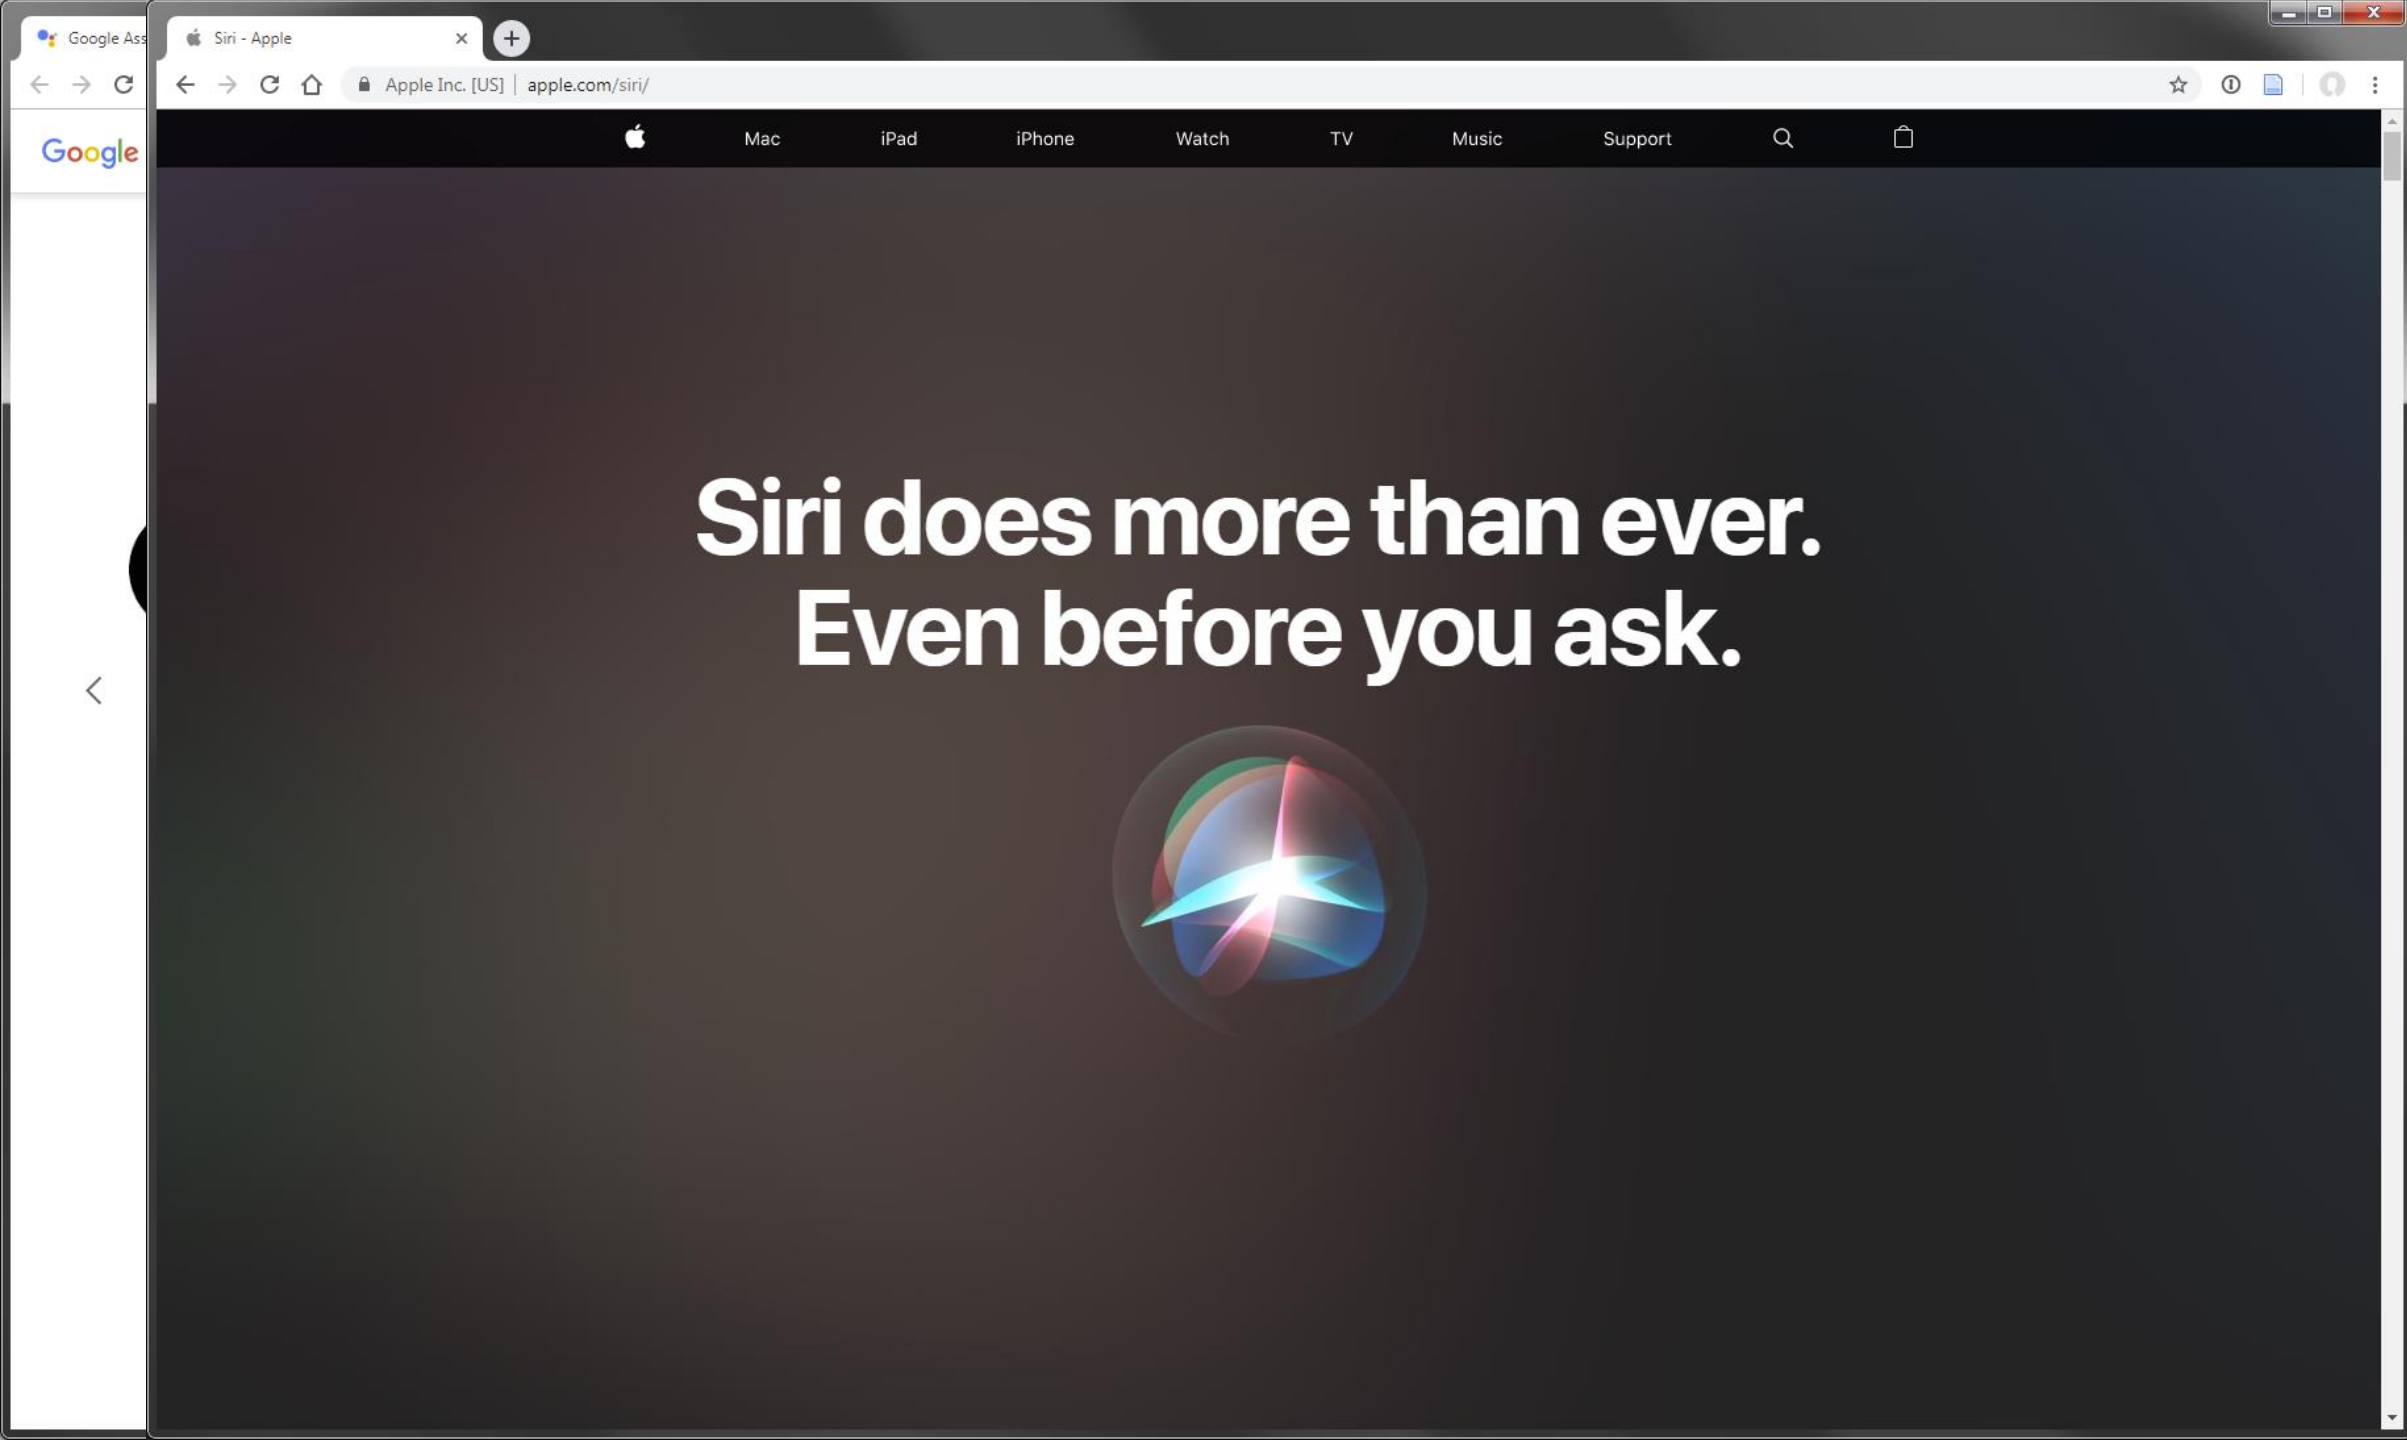 Google Ass
Siri - Apple
Apple Inc. [US] | apple.com/siri/
Google
Mac iPad iPhone Watch TV Music Support
Siri does more than ever.
Even before you ask.